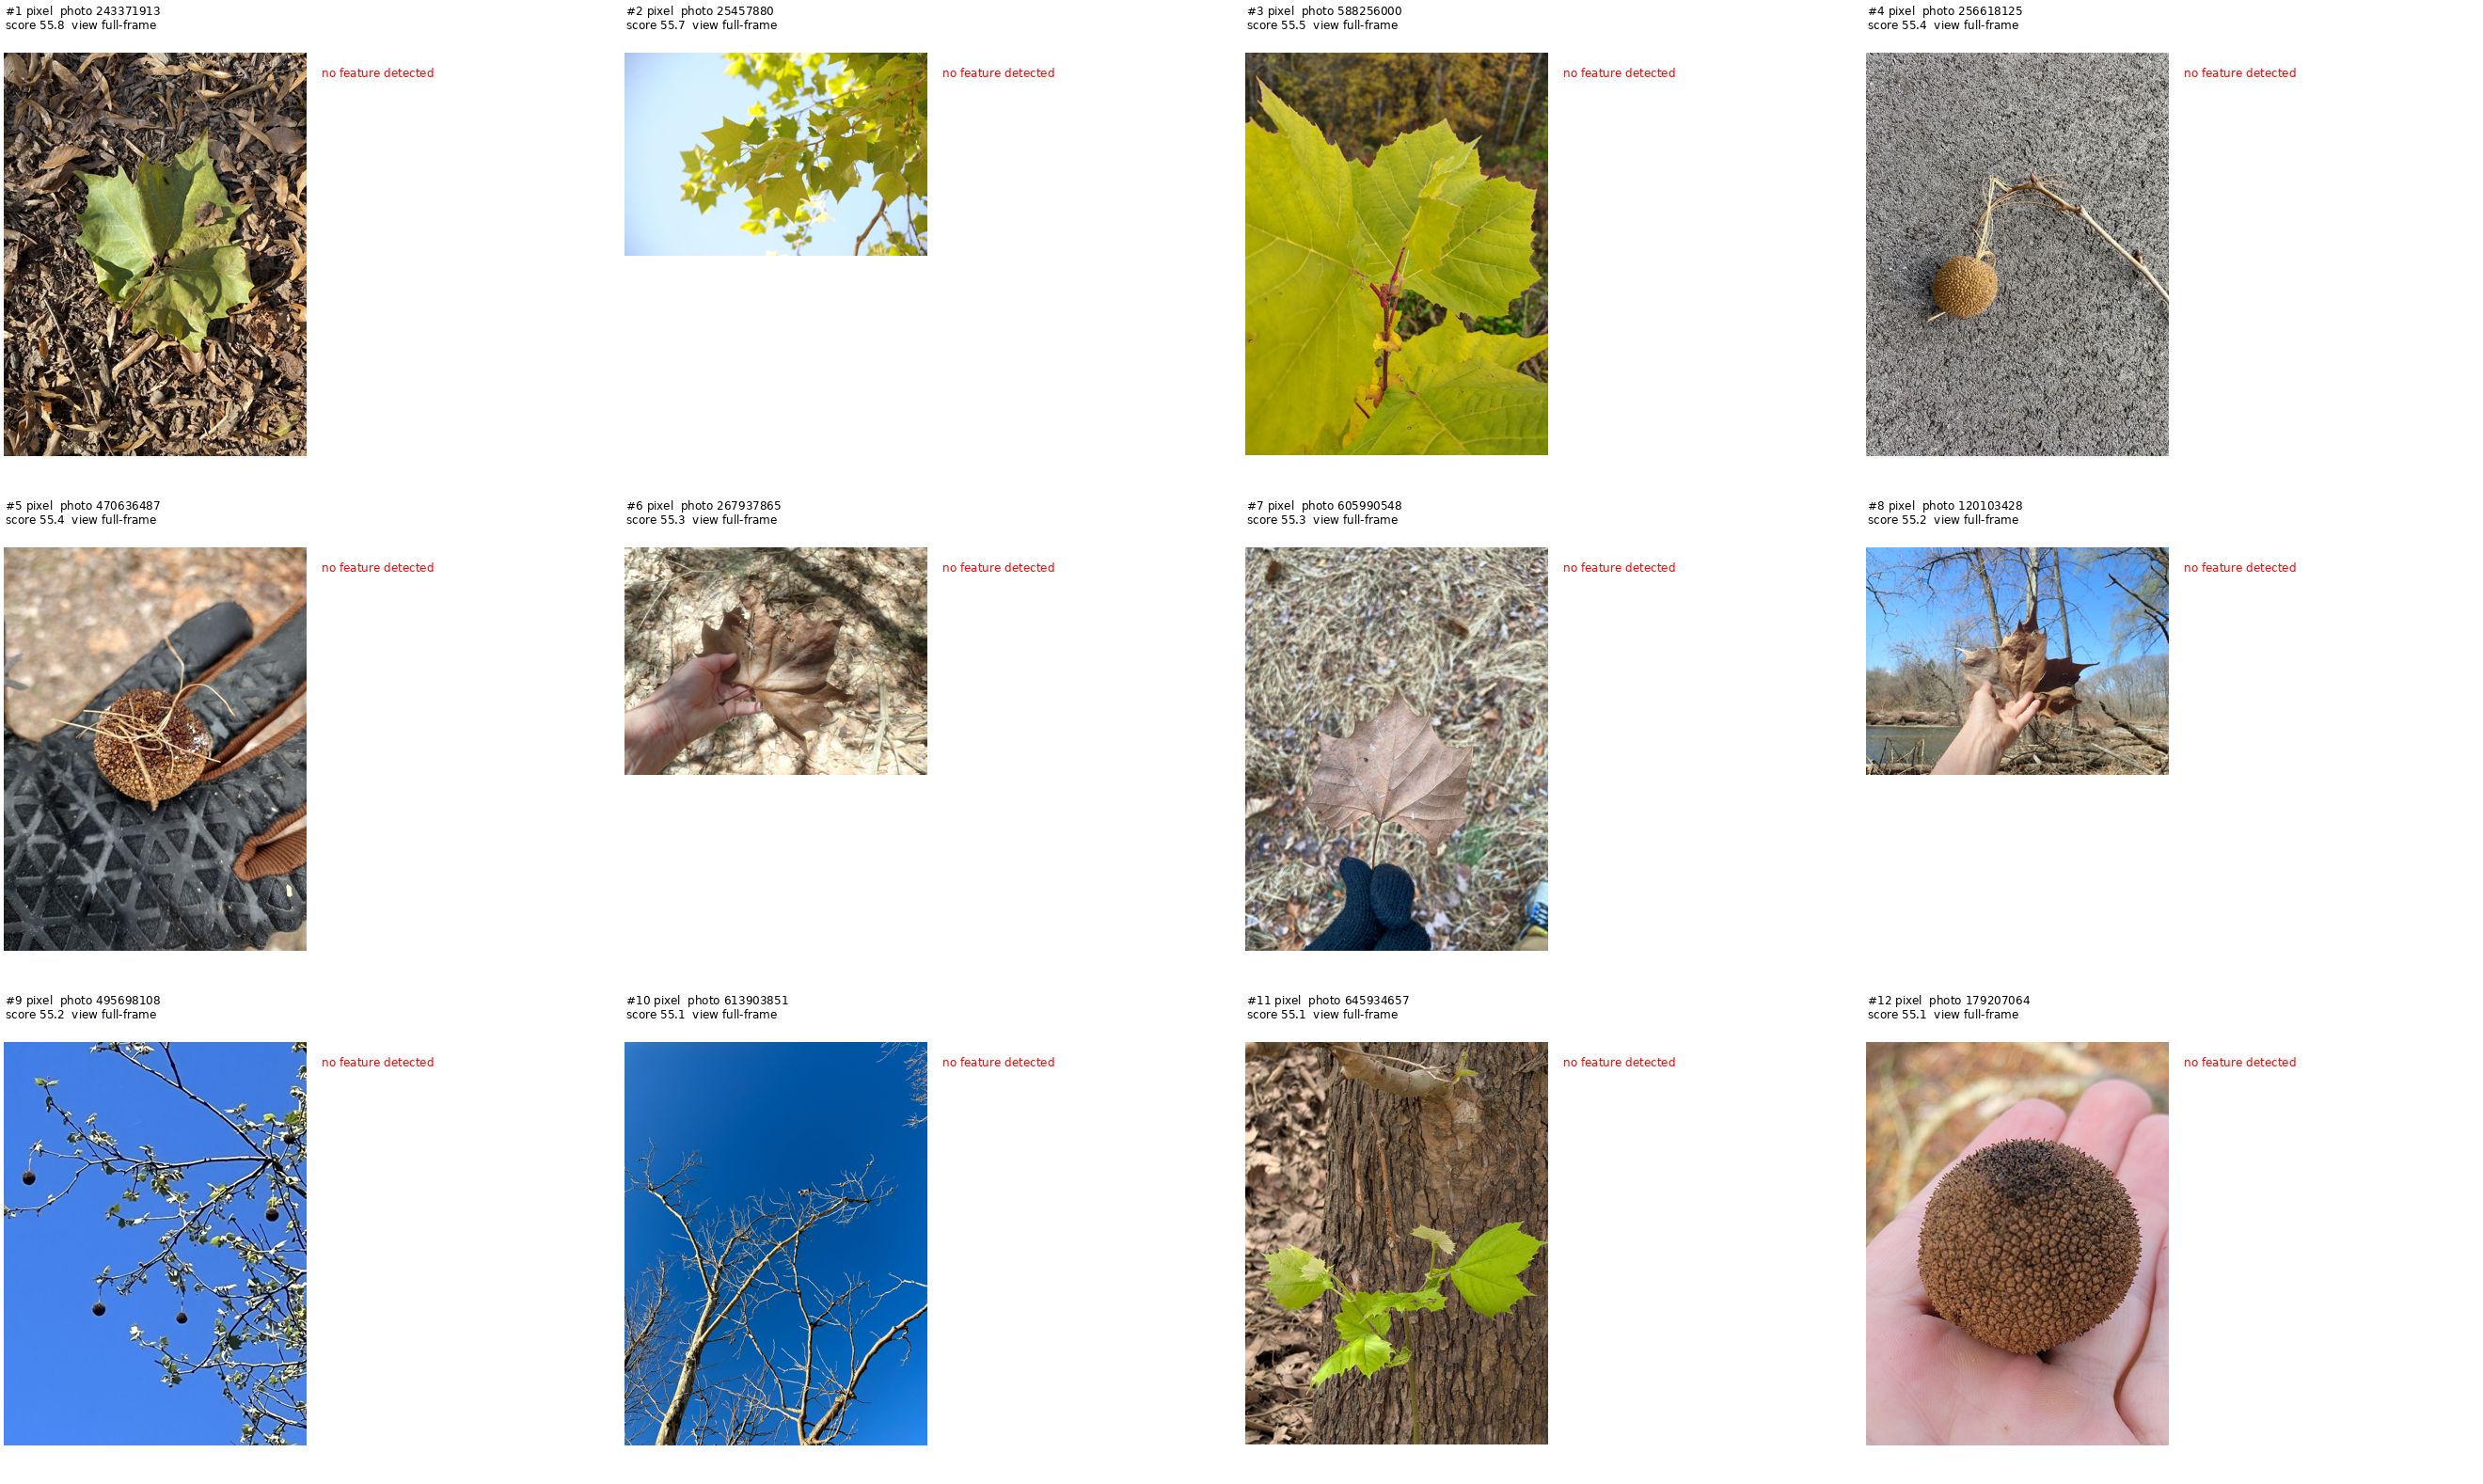 #1 pixel  photo 243371913
score 55.8  view full-frame
no feature detected
#2 pixel  photo 25457880
score 55.7  view full-frame
no feature detected
#3 pixel  photo 588256000
score 55.5  view full-frame
no feature detected
#4 pixel  photo 256618125
score 55.4  view full-frame
no feature detected
#5 pixel  photo 470636487
score 55.4  view full-frame
no feature detected
#6 pixel  photo 267937865
score 55.3  view full-frame
no feature detected
#7 pixel  photo 605990548
score 55.3  view full-frame
no feature detected
#8 pixel  photo 120103428
score 55.2  view full-frame
no feature detected
#9 pixel  photo 495698108
score 55.2  view full-frame
no feature detected
#10 pixel  photo 613903851
score 55.1  view full-frame
no feature detected
#11 pixel  photo 645934657
score 55.1  view full-frame
no feature detected
#12 pixel  photo 179207064
score 55.1  view full-frame
no feature detected